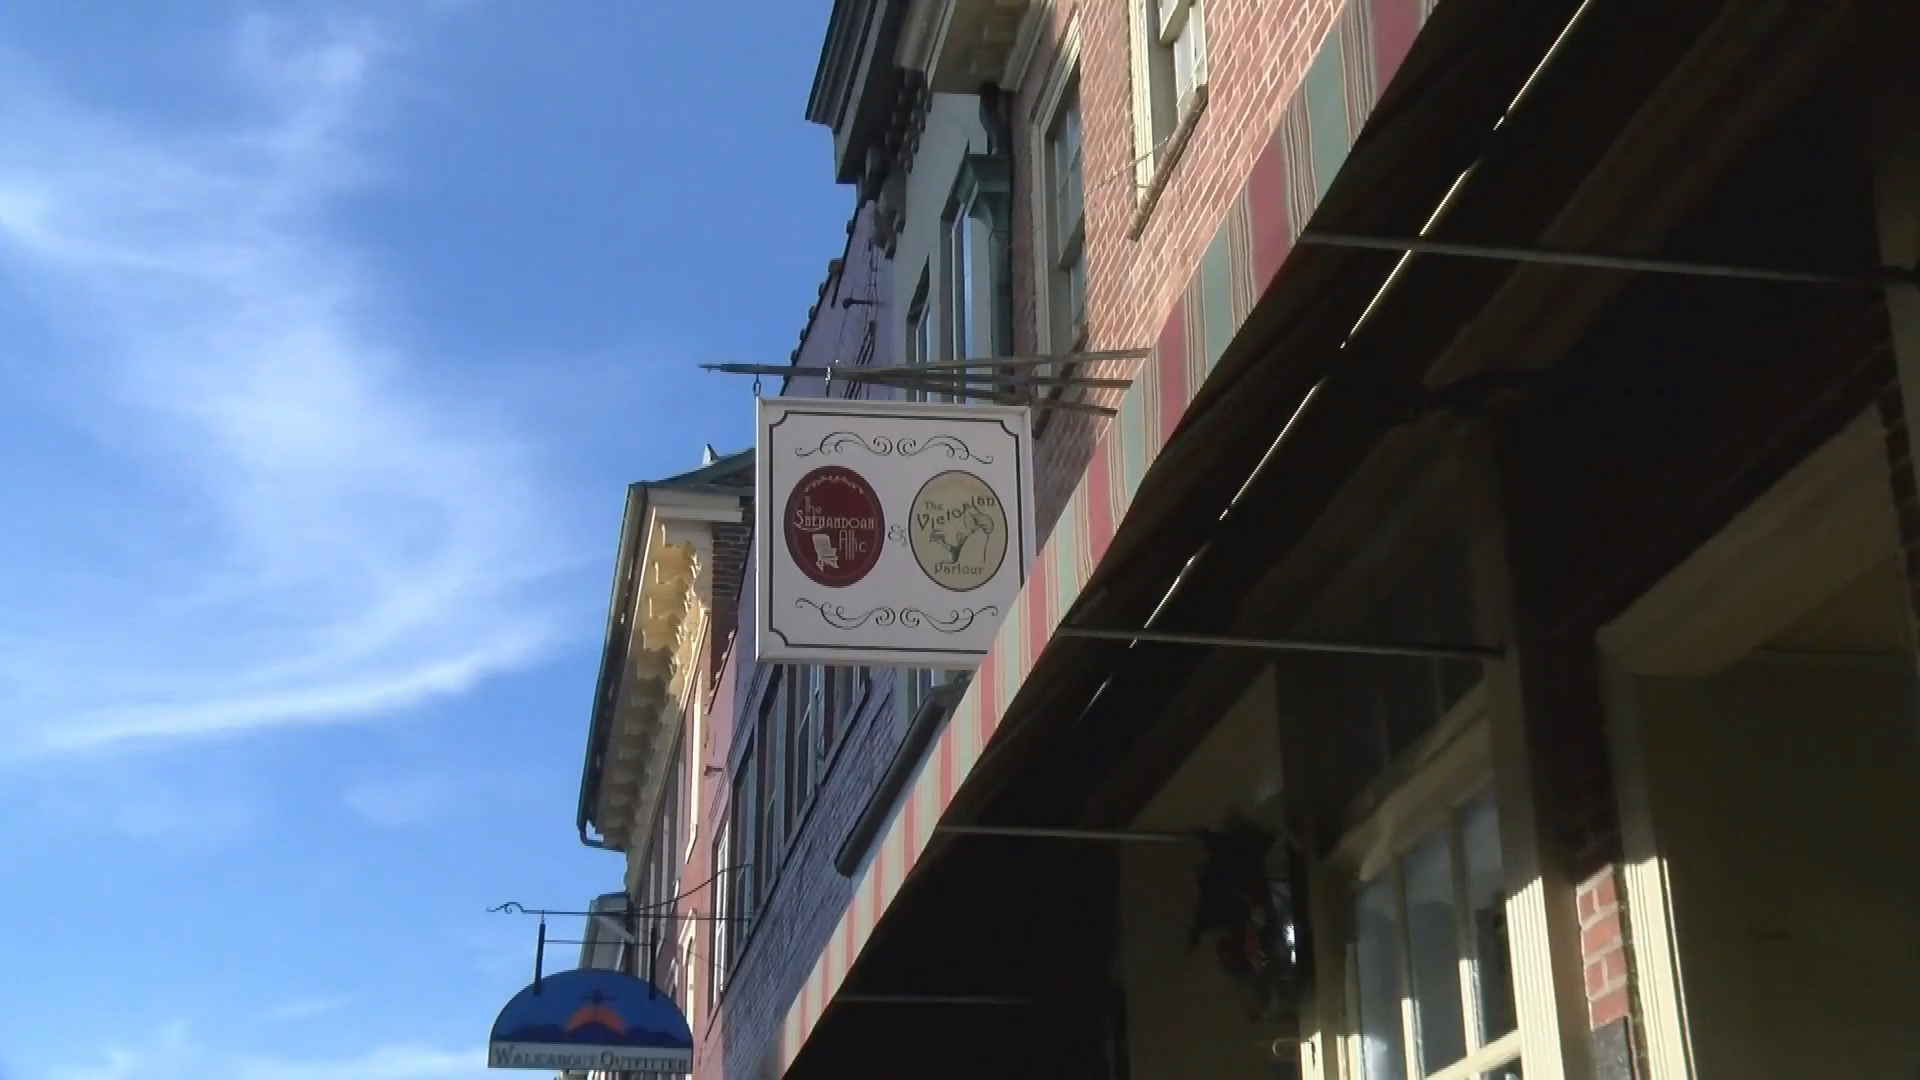 The
Shenandoah
Attic
&
The
Victorian
Parlour
Walkabout Outfitter